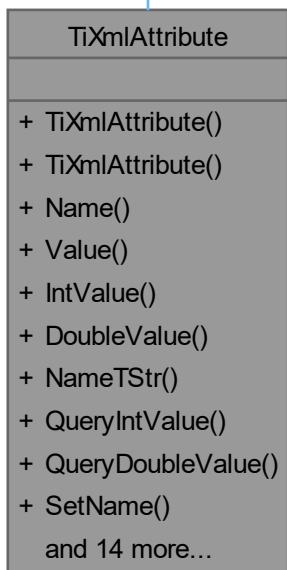 TiXmlAttribute
+ TiXmlAttribute()
+ TiXmlAttribute()
+ Name()
+ Value()
+ IntValue()
+ DoubleValue()
+ NameTStr()
+ QueryIntValue()
+ QueryDoubleValue()
+ SetName()
and 14 more...